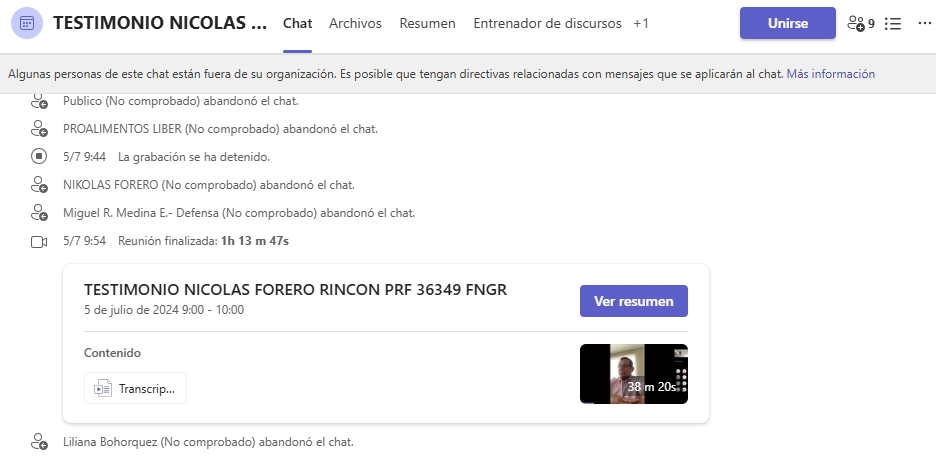 TESTIMONIO NICOLAS ... Chat Archivos Resumen Entrenador de discursos +1 Unirse 9 ...
Algunas personas de este chat están fuera de su organización. Es posible que tengan directivas relacionadas con mensajes que se aplicarán al chat. Más información
Publico (No comprobado) abandonó el chat.
PROALIMENTOS LIBER (No comprobado) abandonó el chat.
5/7 9:44 La grabación se ha detenido.
NIKOLAS FORERO (No comprobado) abandonó el chat.
Miguel R. Medina E.- Defensa (No comprobado) abandonó el chat.
5/7 9:54 Reunión finalizada: 1h 13 m 47s
TESTIMONIO NICOLAS FORERO RINCON PRF 36349 FNGR
5 de julio de 2024 9:00 - 10:00
Ver resumen
Contenido
Transcrip...
38 m 20s
Liliana Bohorquez (No comprobado) abandonó el chat.